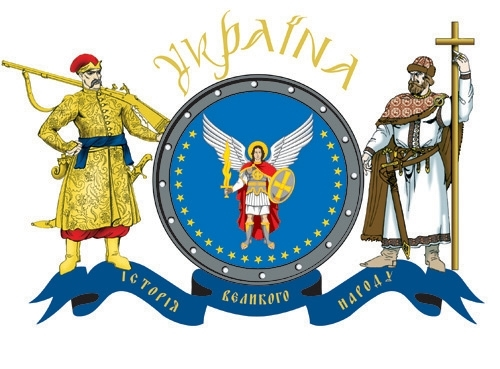 УКРАЇНА
ІСТОРІЯ ВЕЛИКОГО НАРОДУ